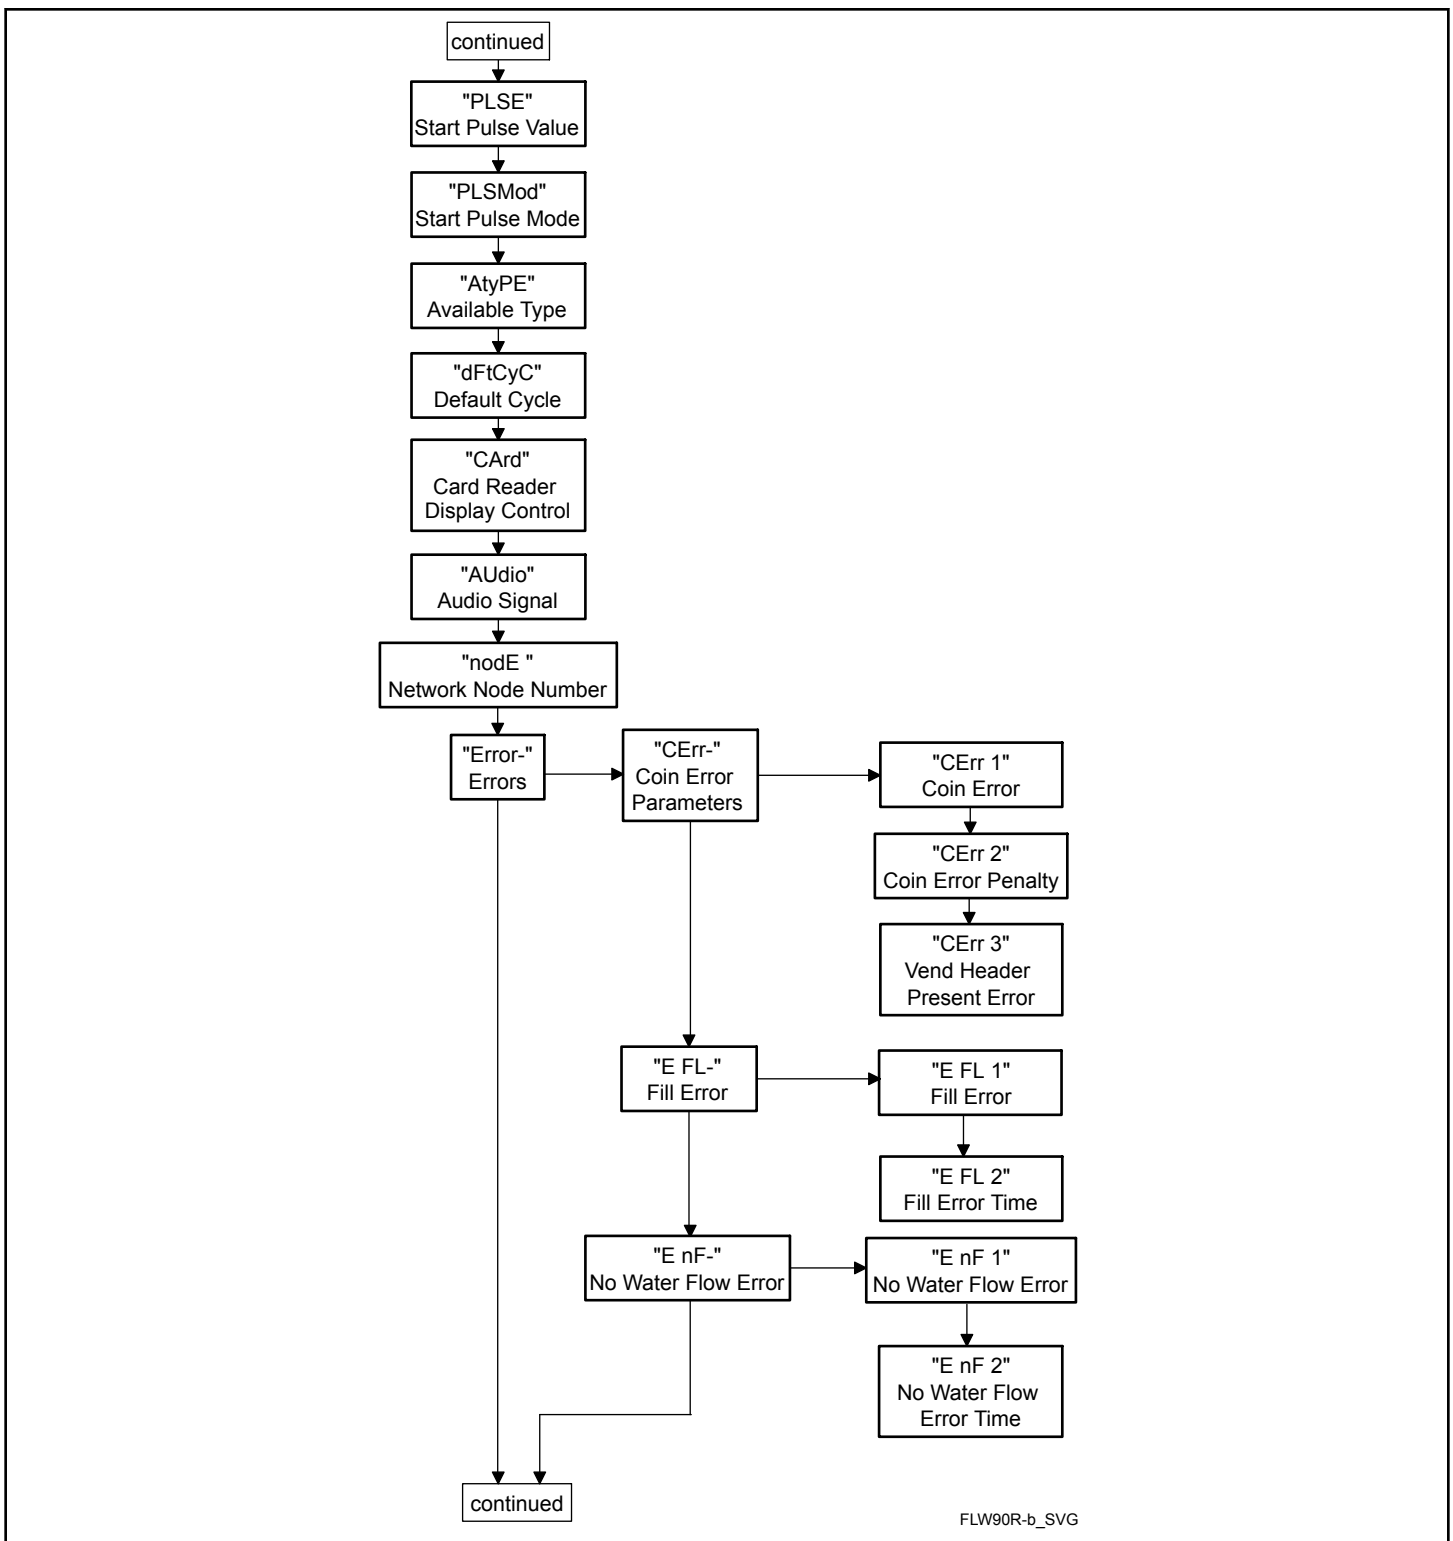 continued
"PLSE"
Start Pulse Value
"PLSMod"
Start Pulse Mode
"AtyPE"
Available Type
"dFtCyC"
Default Cycle
"CArd"
Card Reader
Display Control
"AUdio"
Audio Signal
"nodE "
Network Node Number
"Error-"
Errors
"CErr-"
Coin Error
Parameters
"CErr 1"
Coin Error
"CErr 2"
Coin Error Penalty
"CErr 3"
Vend Header
Present Error
"E FL-"
Fill Error
"E FL 1"
Fill Error
"E FL 2"
Fill Error Time
"E nF-"
No Water Flow Error
"E nF 1"
No Water Flow Error
"E nF 2"
No Water Flow
Error Time
continued
FLW90R-b_SVG